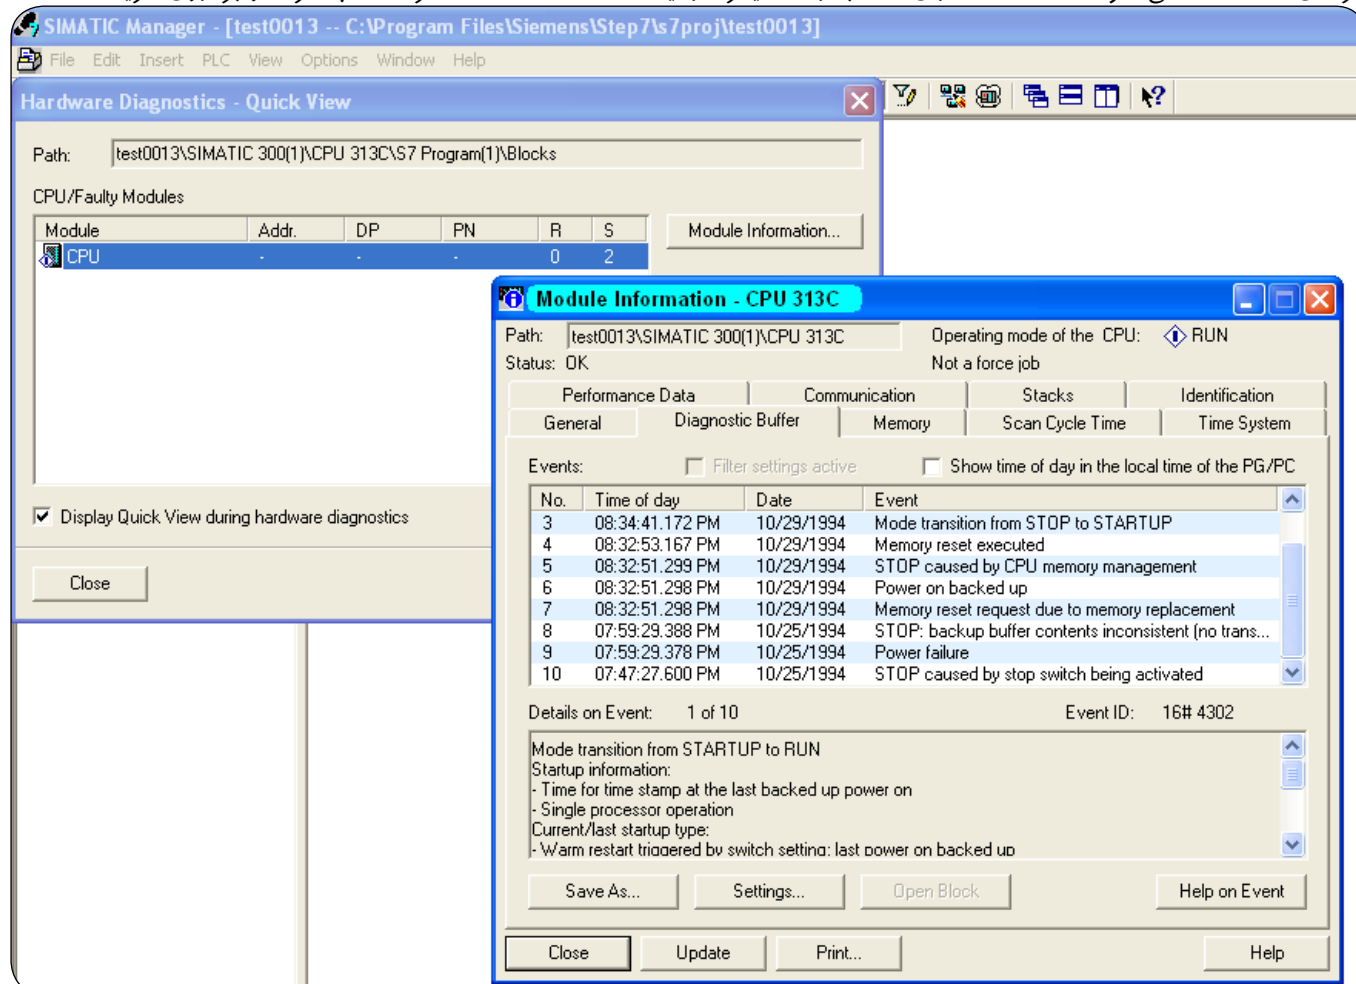 SIMATIC Manager - [test0013 -- C:\Program Files\Siemens\Step7\s7proj\test0013]
File Edit Insert PLC View Options Window Help
Hardware Diagnostics - Quick View
Path: test0013\SIMATIC 300(1)\CPU 313C\S7 Program(1)\Blocks
CPU/Faulty Modules
Module Addr. DP PN R S
CPU - - - 0 2
Module Information...
Display Quick View during hardware diagnostics
Close
Module Information - CPU 313C
Path: test0013\SIMATIC 300(1)\CPU 313C Operating mode of the CPU: RUN
Status: OK Not a force job
Performance Data Communication Stacks Identification
General Diagnostic Buffer Memory Scan Cycle Time Time System
Events: Filter settings active Show time of day in the local time of the PG/PC
No. Time of day Date Event
3 08:34:41.172 PM 10/29/1994 Mode transition from STOP to STARTUP
4 08:32:53.167 PM 10/29/1994 Memory reset executed
5 08:32:51.299 PM 10/29/1994 STOP caused by CPU memory management
6 08:32:51.298 PM 10/29/1994 Power on backed up
7 08:32:51.298 PM 10/29/1994 Memory reset request due to memory replacement
8 07:59:29.388 PM 10/25/1994 STOP: backup buffer contents inconsistent (no trans...
9 07:59:29.378 PM 10/25/1994 Power failure
10 07:47:27.600 PM 10/25/1994 STOP caused by stop switch being activated
Details on Event: 1 of 10 Event ID: 16# 4302
Mode transition from STARTUP to RUN
Startup information:
- Time for time stamp at the last backed up power on
- Single processor operation
Current/last startup type:
- Warm restart triggered by switch setting; last power on backed up
Save As... Settings... Open Block Help on Event
Close Update Print... Help